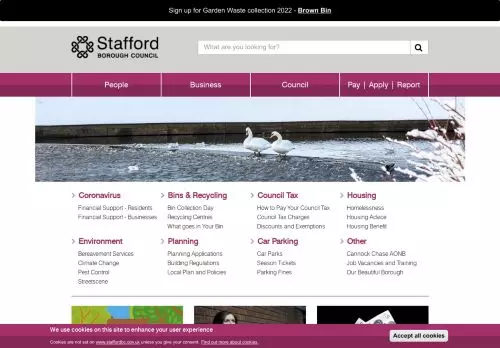 Sign up for Garden Waste collection 2022 - Brown Bin
Stafford
BOROUGH COUNCIL
What are you looking for?
People
Business
Council
Pay | Apply | Report
Coronavirus
Financial Support - Residents
Financial Support - Businesses
Bins & Recycling
Bin Collection Day
Recycling Centres
What goes in Your Bin
Council Tax
How to Pay Your Council Tax
Council Tax Charges
Discounts and Exemptions
Housing
Homelessness
Housing Advice
Housing Benefit
Environment
Bereavement Services
Climate Change
Pest Control
Streetscene
Planning
Planning Applications
Building Regulations
Local Plan and Policies
Car Parking
Car Parks
Season Tickets
Parking Fines
Other
Cannock Chase AONB
Job Vacancies and Training
Our Beautiful Borough
We use cookies on this site to enhance your user experience
Cookies are not set on www.staffordbc.gov.uk unless you give your consent. Find out more about cookies.
Accept all cookies